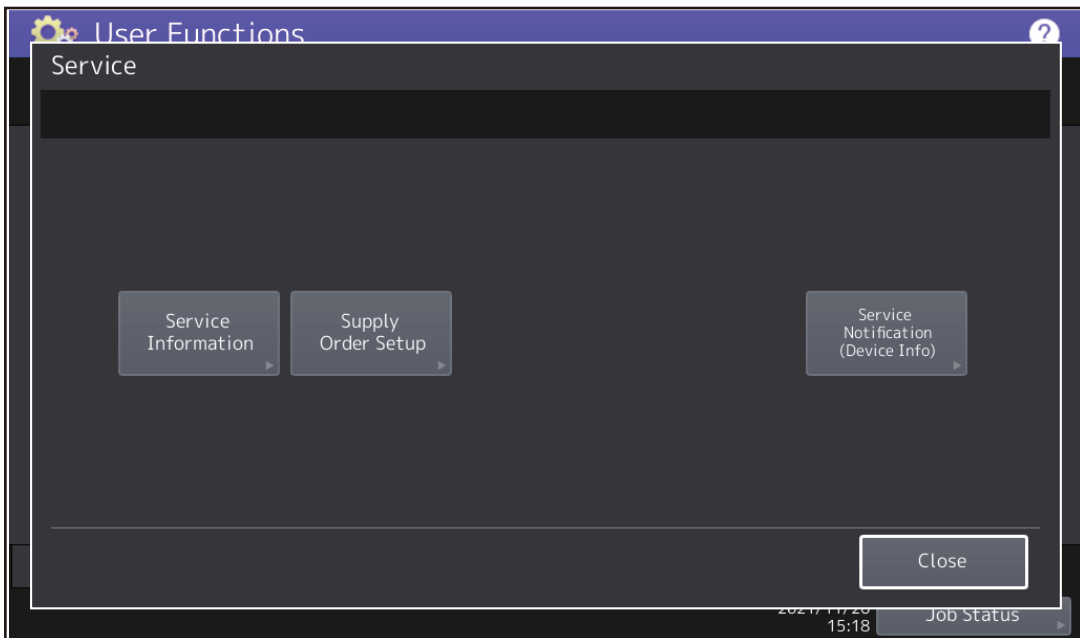 User Functions
?
Service
Service
Information
Supply
Order Setup
Service
Notification
(Device Info)
Close
15:18
Job Status